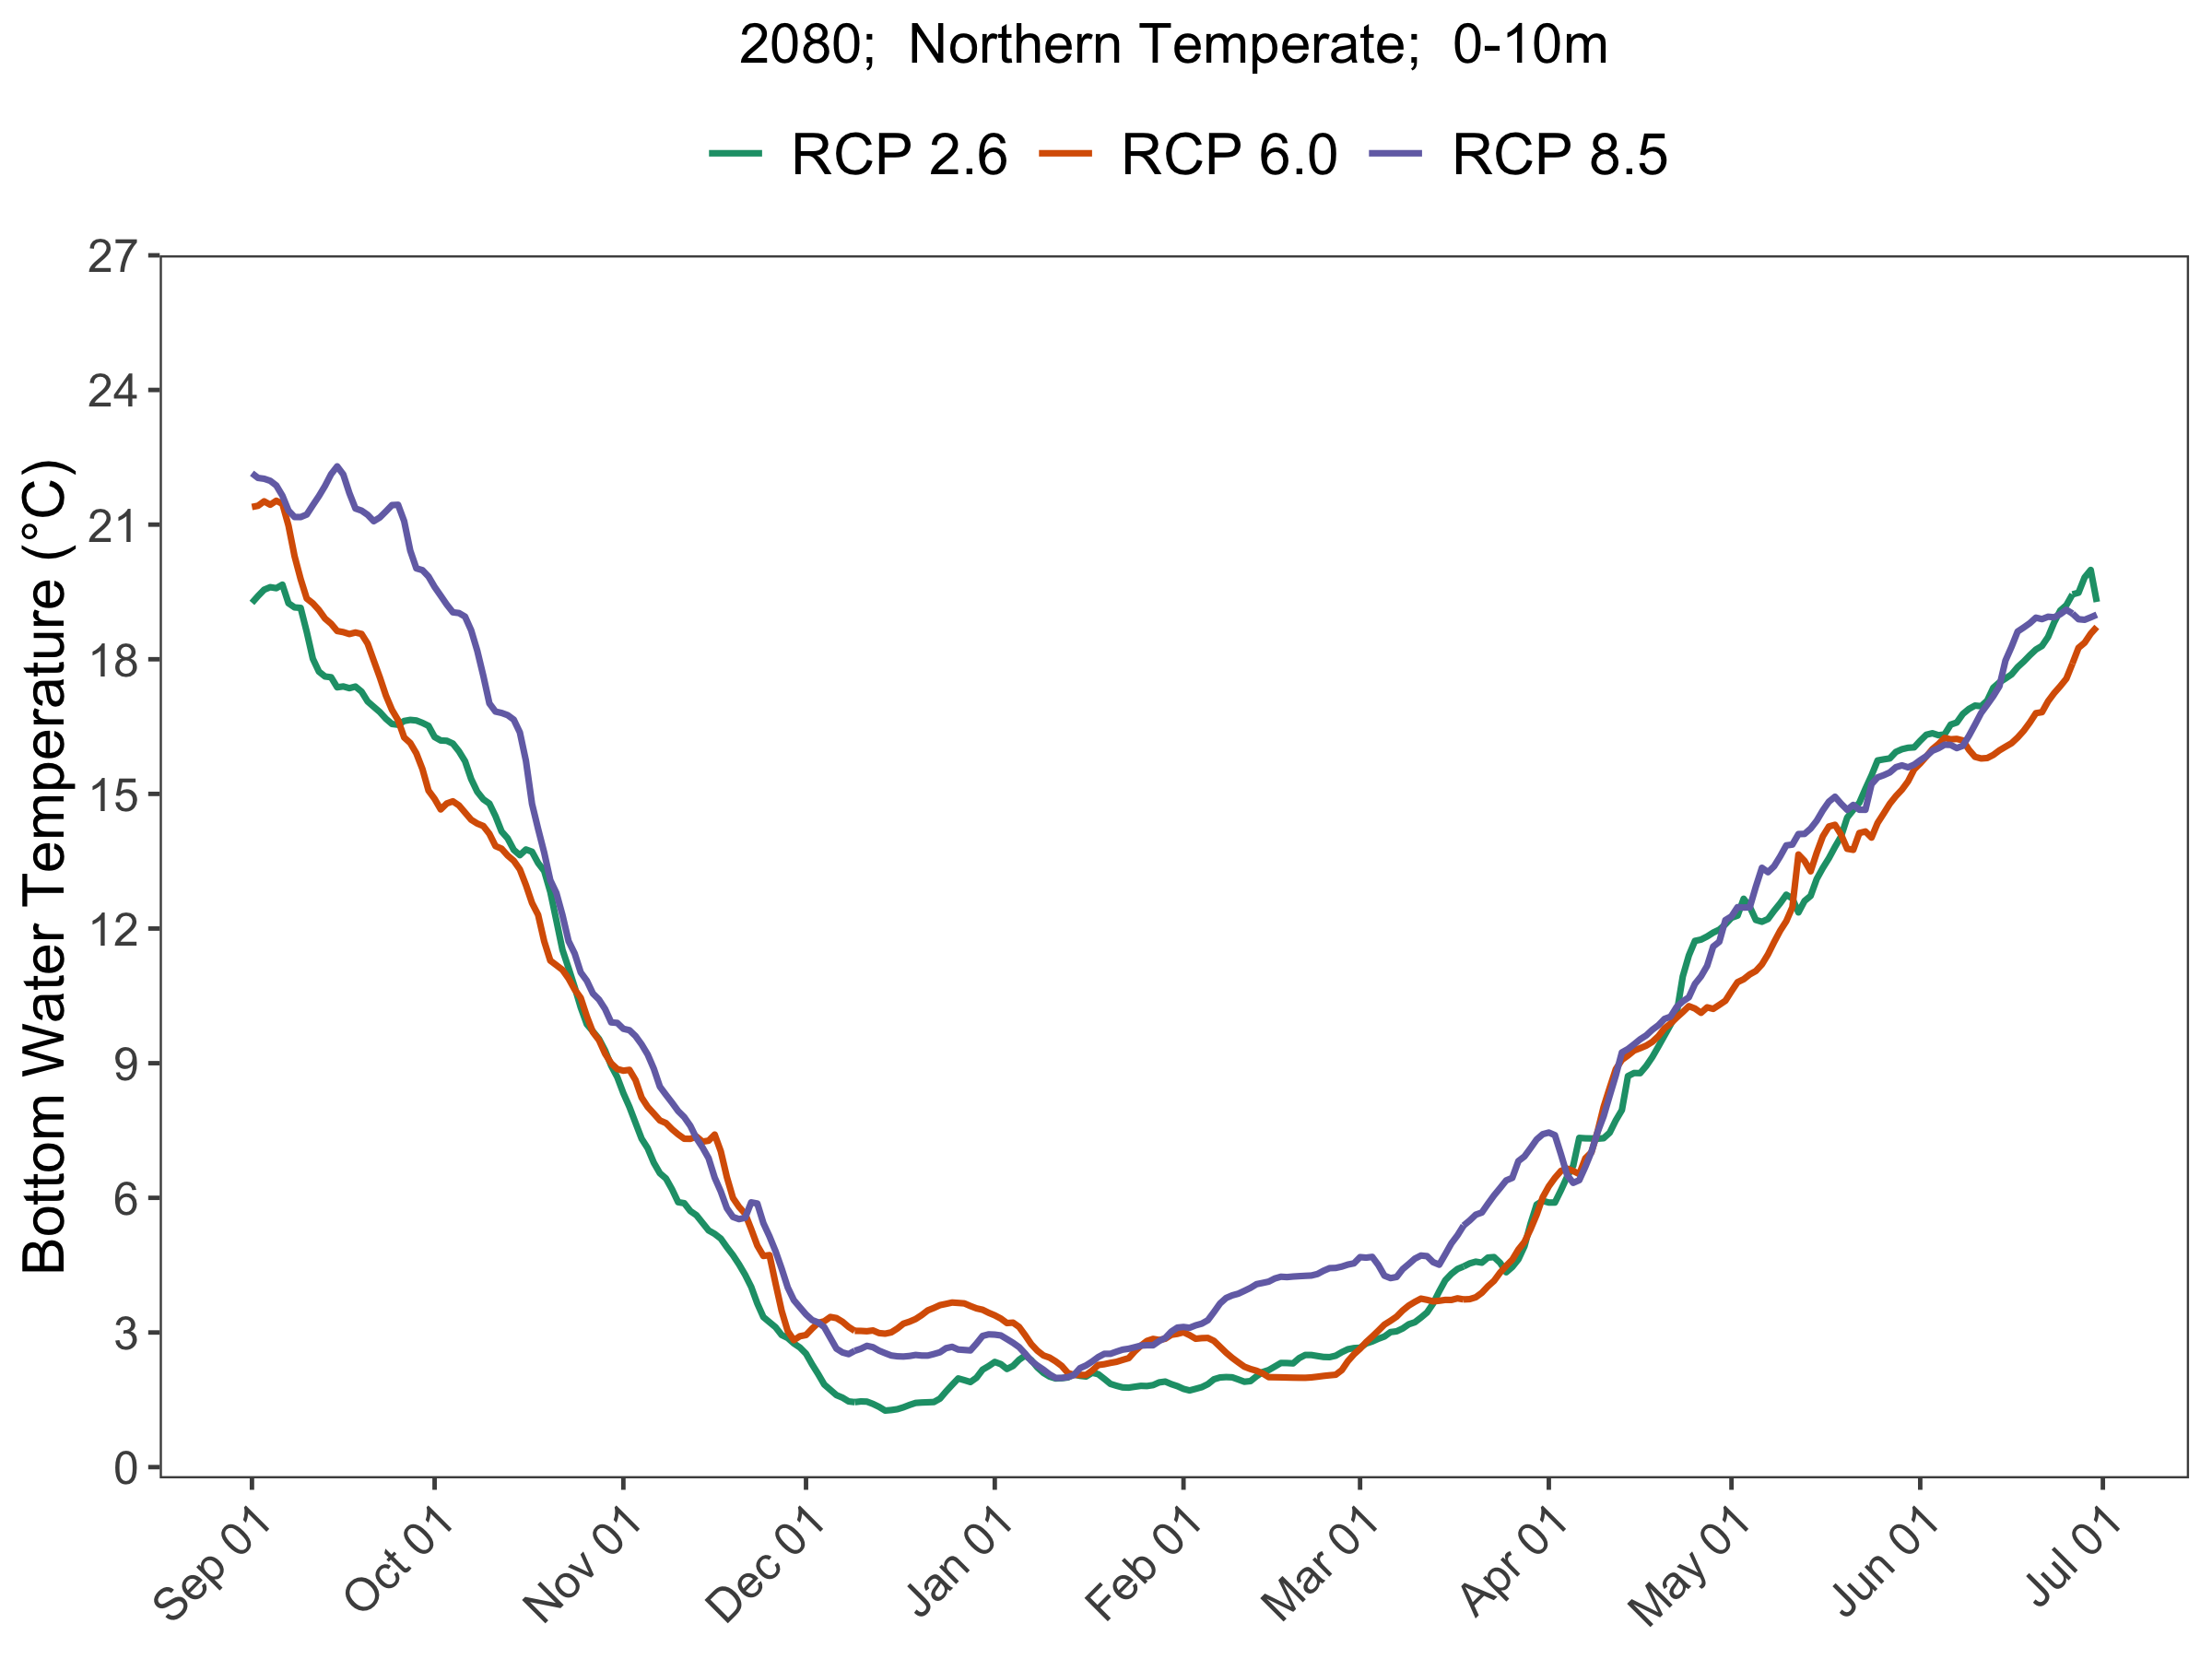 2080;  Northern Temperate;  0-10m
RCP 2.6 RCP 6.0 RCP 8.5
Bottom Water Temperature (°C)
27
24
21
18
15
12
9
6
3
0
Sep 01 Oct 01 Nov 01 Dec 01 Jan 01 Feb 01 Mar 01 Apr 01 May 01 Jun 01 Jul 01